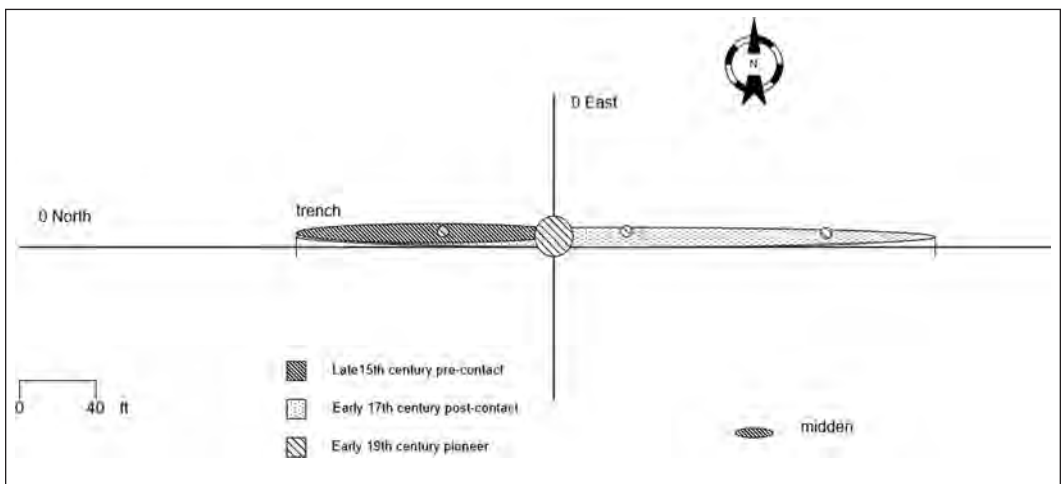 N
0 East
0 North
trench
Late15th century pre-contact
0 40 ft
Early 17th century post-contact
midden
Early 19th century pioneer